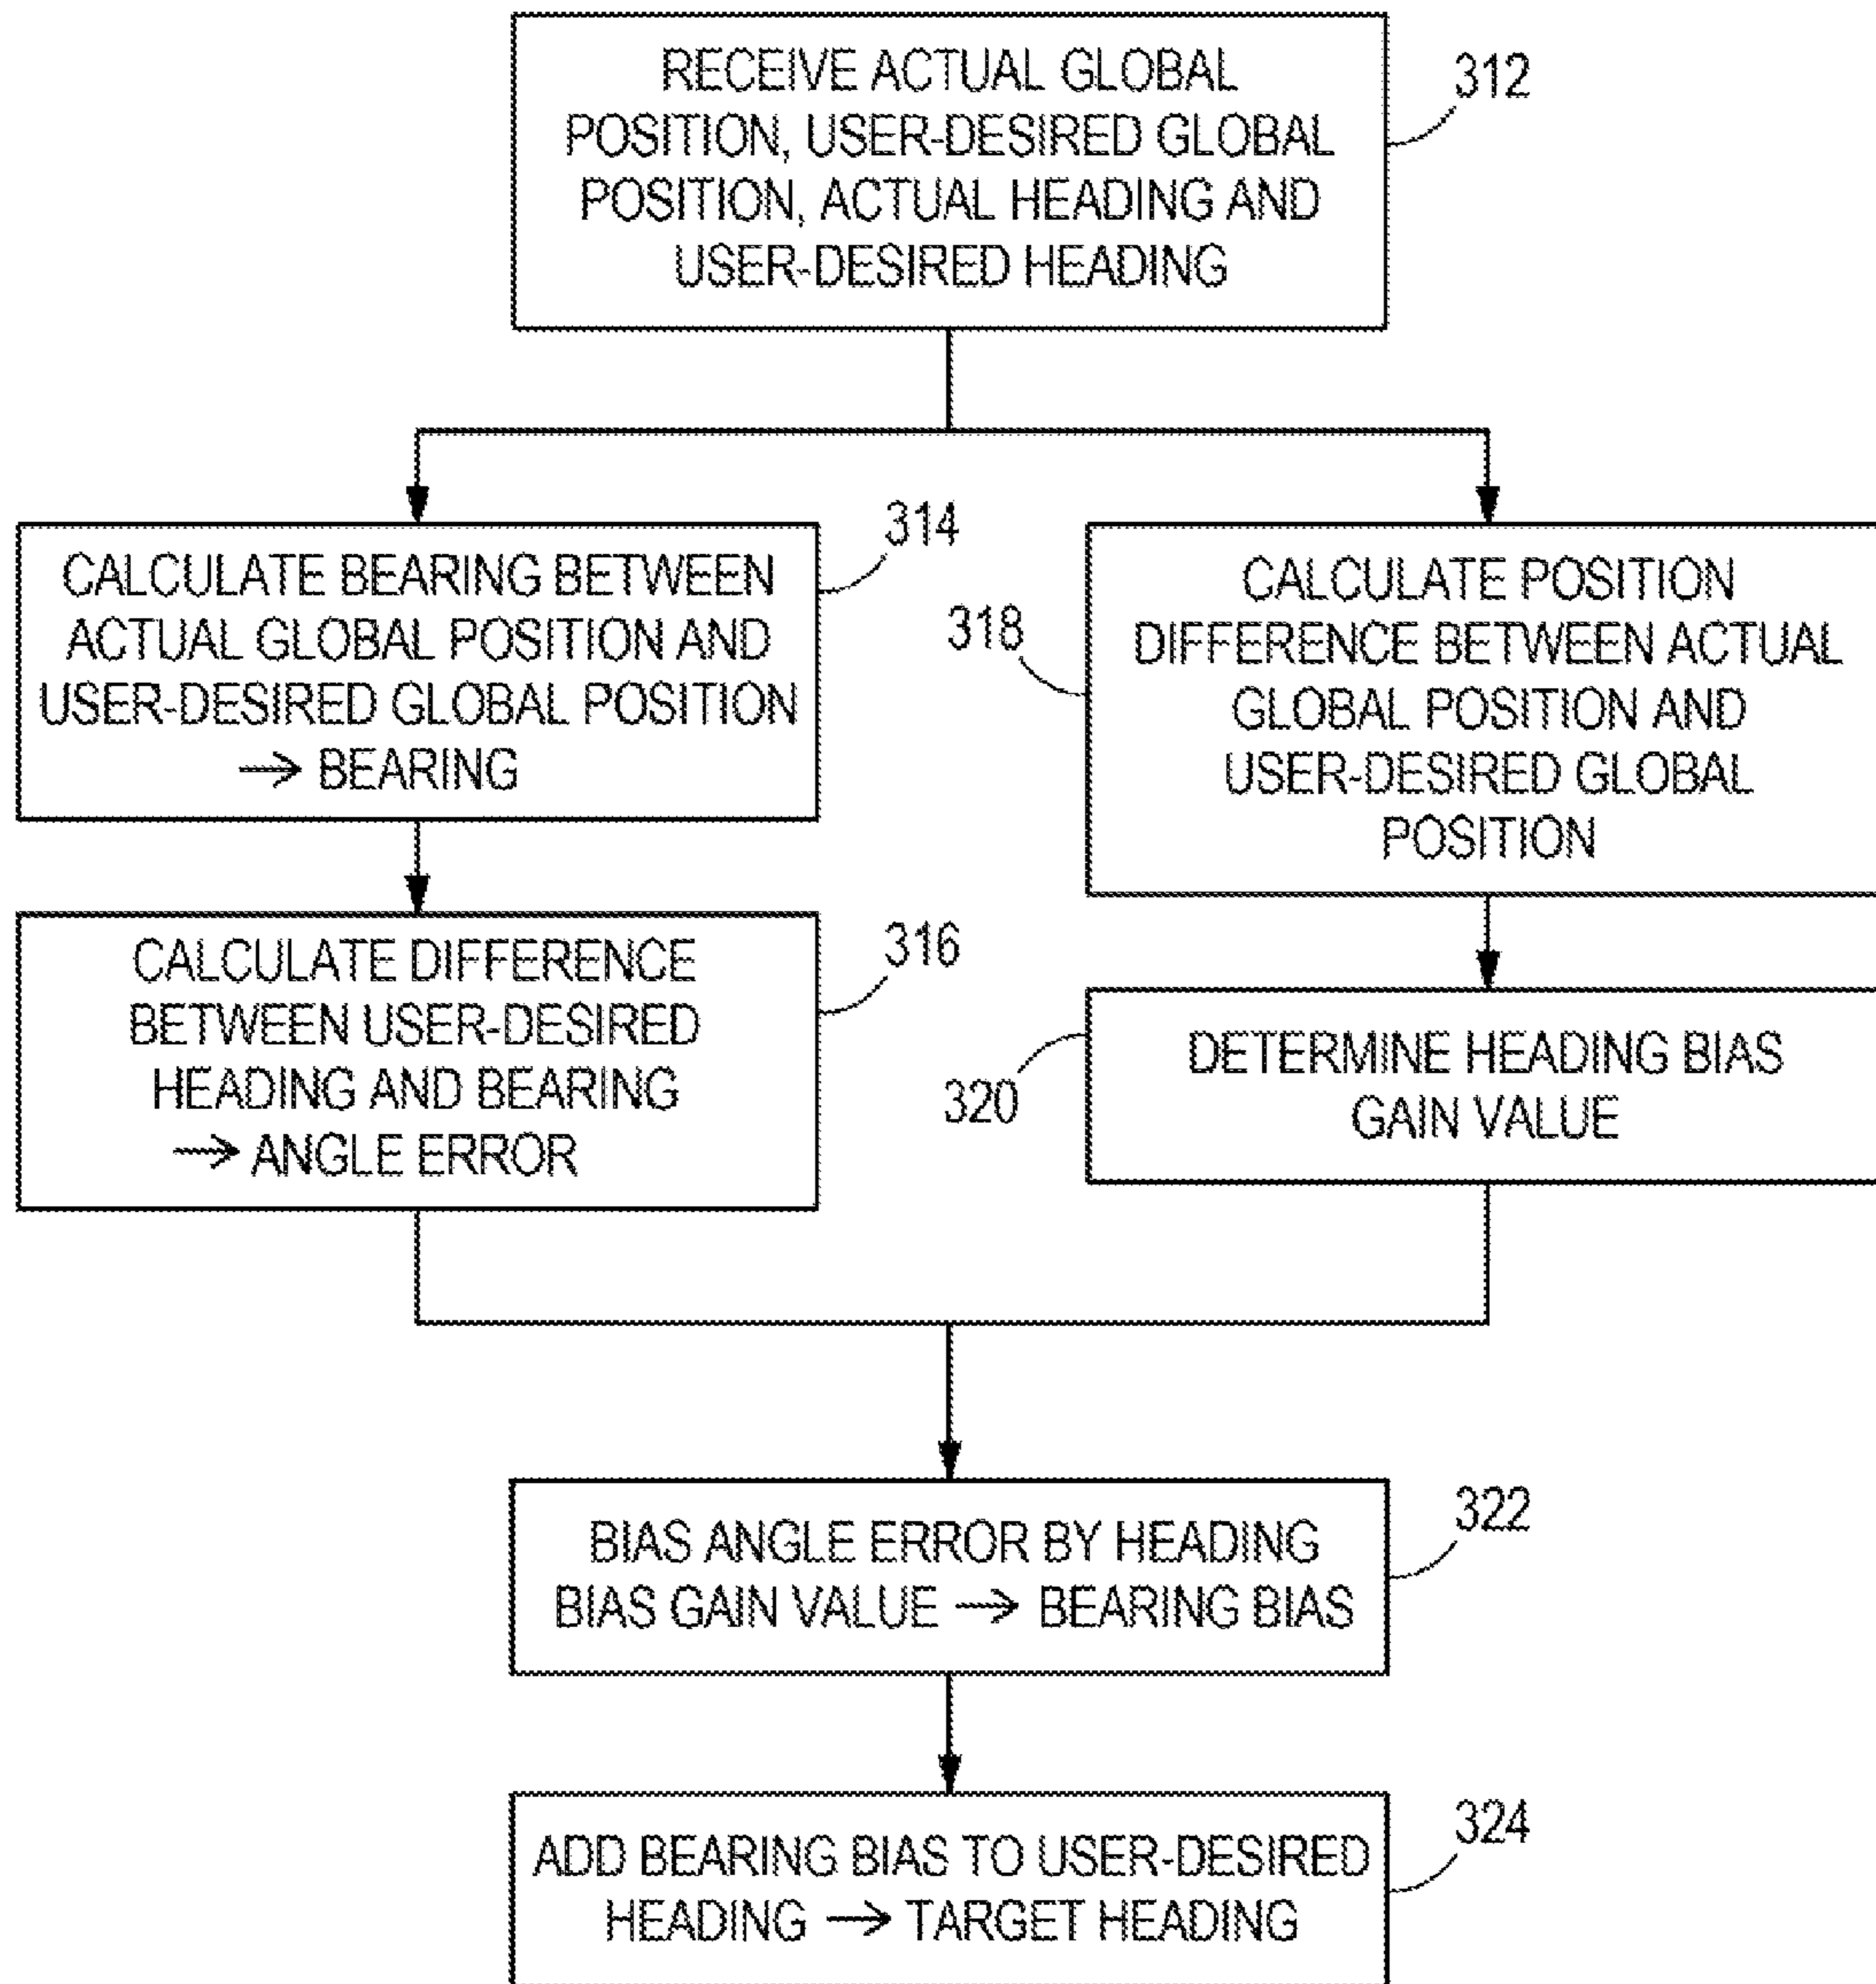 RECEIVE ACTUAL GLOBAL
POSITION, USER-DESIRED GLOBAL
POSITION, ACTUAL HEADING AND
USER-DESIRED HEADING
312
CALCULATE BEARING BETWEEN
ACTUAL GLOBAL POSITION AND
USER-DESIRED GLOBAL POSITION
→ BEARING
314
CALCULATE DIFFERENCE
BETWEEN USER-DESIRED
HEADING AND BEARING
→ ANGLE ERROR
316
CALCULATE POSITION
DIFFERENCE BETWEEN ACTUAL
GLOBAL POSITION AND
USER-DESIRED GLOBAL
POSITION
318
DETERMINE HEADING BIAS
GAIN VALUE
320
BIAS ANGLE ERROR BY HEADING
BIAS GAIN VALUE → BEARING BIAS
322
ADD BEARING BIAS TO USER-DESIRED
HEADING → TARGET HEADING
324